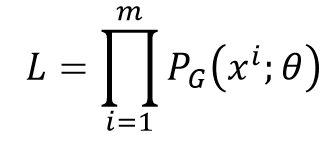 L = ∏_{i=1}^{m} P_G(x^i; θ)